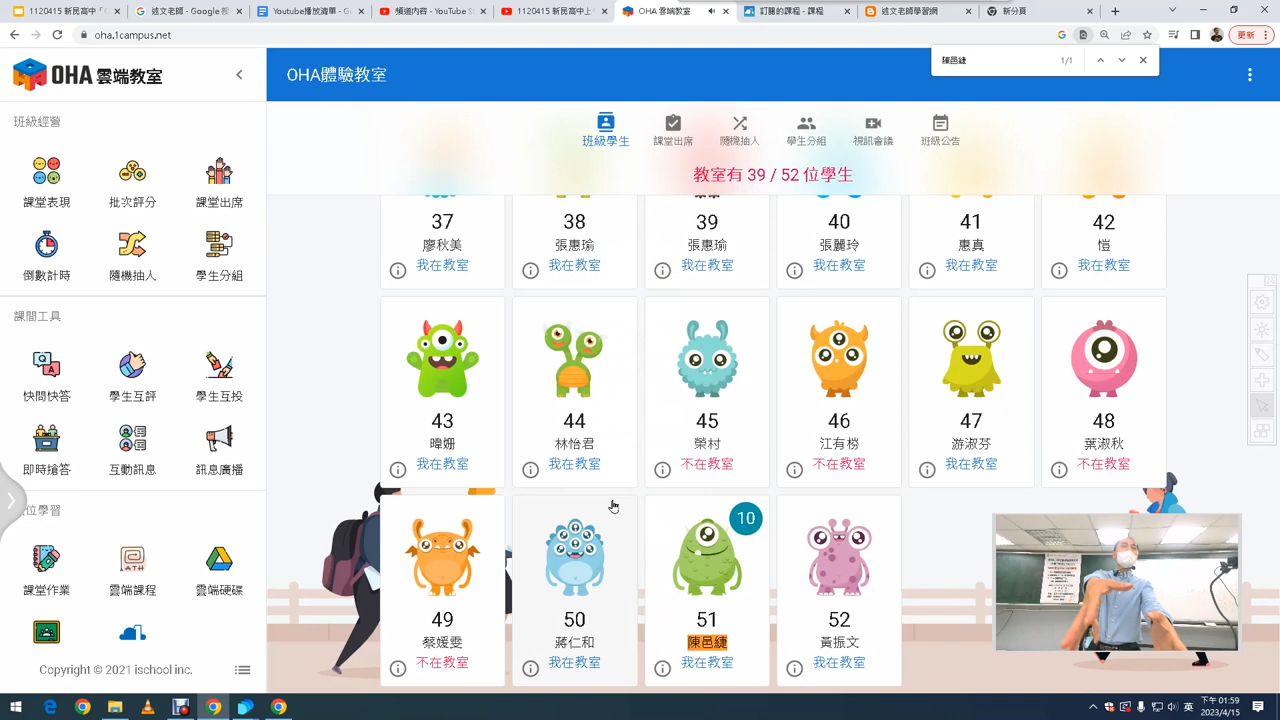 1120415 新民高中「C
達文老師 - Google 搜
Youtube播放清單 - Go
頻道內容 - YouTube S
1120415 新民高中上
OHA 雲端教室
訂閱的課程 - 課程
達文老師學習網
新分頁
oha.1campus.net
更新
陳邑緁
1/1
OHA 雲端教室
OHA體驗教室
班級經營
課堂表現
批次評分
課堂出席
倒數計時
隨機抽人
學生分組
課間工具
快問快答
學生互評
學生互投
即時搶答
互動訊息
訊息廣播
位學習
課堂作業
雲端課程
雲端硬碟
Copyright © 2021 ischool inc.
班級學生
課堂出席
隨機抽人
學生分組
視訊會議
班級公告
教室有 39 / 52 位學生
37
廖秋美
我在教室
38
張惠瑜
我在教室
39
張惠瑜
我在教室
40
張麗玲
我在教室
41
惠真
我在教室
42
愷
我在教室
43
暐姍
我在教室
44
林怡君
我在教室
45
榮村
不在教室
46
江有榜
不在教室
47
游淑芬
我在教室
48
葉淑秋
不在教室
49
蔡媛雯
不在教室
50
蔣仁和
我在教室
10
51
陳邑緁
我在教室
52
黃振文
我在教室
英
下午 01:59
2023/4/15